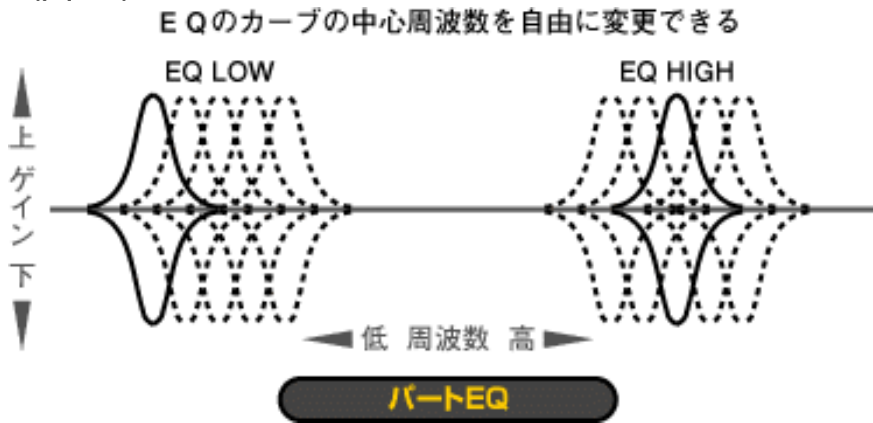 EQのカーブの中心周波数を自由に変更できる
EQ LOW
EQ HIGH
上 ゲイン 下
低 周波数 高
パートEQ